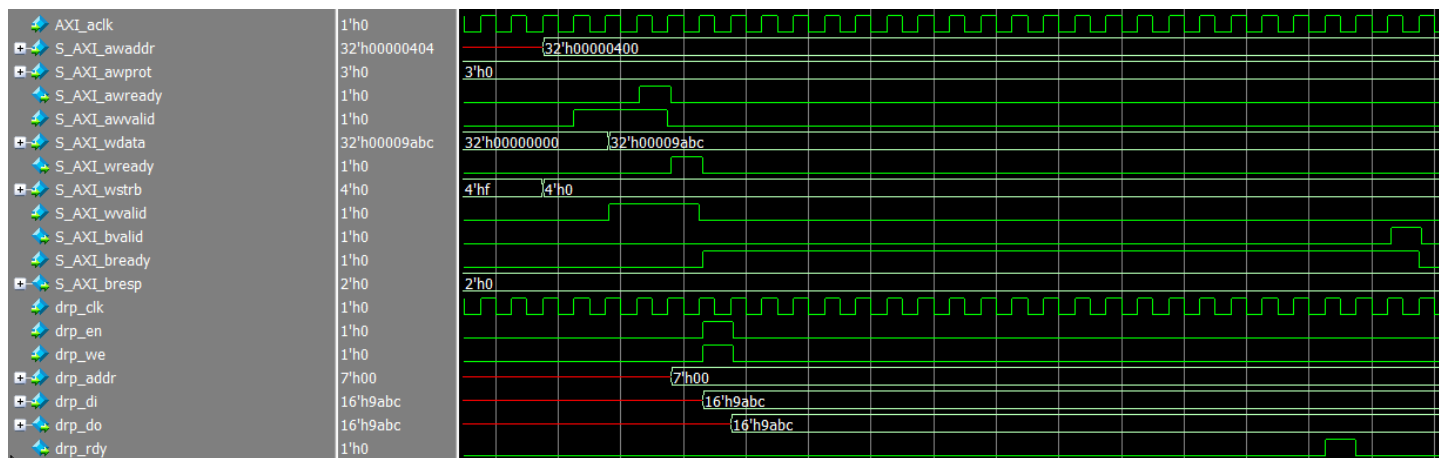 AXI_aclk 1'h0
S_AXI_awaddr 32'h00000404 32'h00000400
S_AXI_awprot 3'h0 3'h0
S_AXI_awready 1'h0
S_AXI_awvalid 1'h0
S_AXI_wdata 32'h00009abc 32'h00000000 32'h00009abc
S_AXI_wready 1'h0
S_AXI_wstrb 4'h0 4'hf 4'h0
S_AXI_wvalid 1'h0
S_AXI_bvalid 1'h0
S_AXI_bready 1'h0
S_AXI_bresp 2'h0 2'h0
drp_clk 1'h0
drp_en 1'h0
drp_we 1'h0
drp_addr 7'h00 7'h00
drp_di 16'h9abc 16'h9abc
drp_do 16'h9abc 16'h9abc
drp_rdy 1'h0